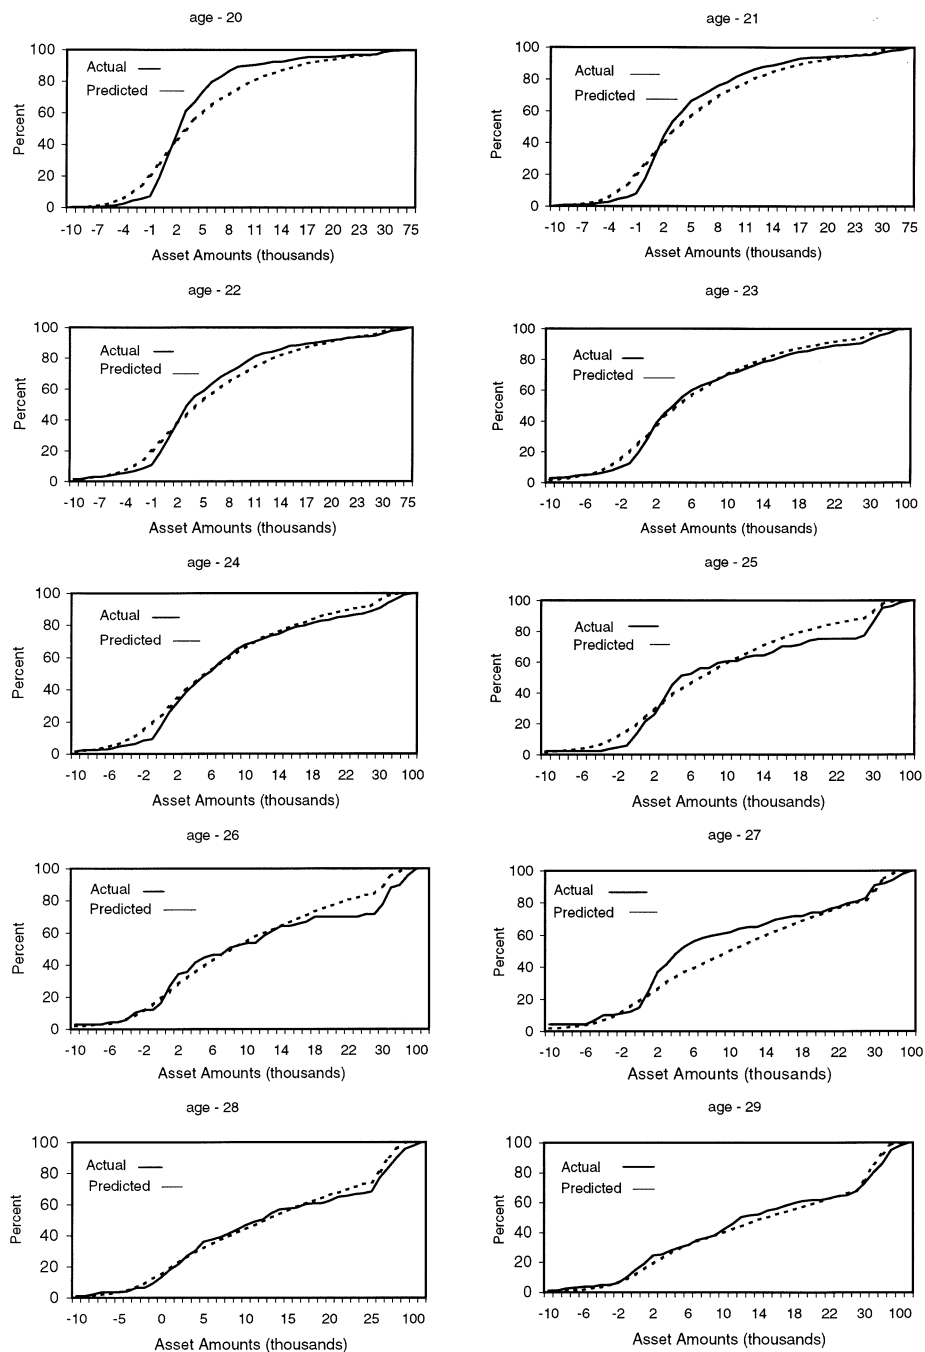 age - 20
100
80
60
40
20
0
Percent
Actual
Predicted
-10 -7 -4 -1 2 5 8 11 14 17 20 23 30 75
Asset Amounts (thousands)
age - 21
100
80
60
40
20
0
Percent
Actual
Predicted
-10 -7 -4 -1 2 5 8 11 14 17 20 23 30 75
Asset Amounts (thousands)
age - 22
100
80
60
40
20
0
Percent
Actual
Predicted
-10 -7 -4 -1 2 5 8 11 14 17 20 23 30 75
Asset Amounts (thousands)
age - 23
100
80
60
40
20
0
Percent
Actual
Predicted
-10 -6 -2 2 6 10 14 18 22 30 100
Asset Amounts (thousands)
age - 24
100
80
60
40
20
0
Percent
Actual
Predicted
-10 -6 -2 2 6 10 14 18 22 30 100
Asset Amounts (thousands)
age - 25
100
80
60
40
20
0
Percent
Actual
Predicted
-10 -6 -2 2 6 10 14 18 22 30 100
Asset Amounts (thousands)
age - 26
100
80
60
40
20
0
Percent
Actual
Predicted
-10 -6 -2 2 6 10 14 18 22 30 100
Asset Amounts (thousands)
age - 27
100
80
60
40
20
0
Percent
Actual
Predicted
-10 -6 -2 2 6 10 14 18 22 30 100
Asset Amounts (thousands)
age - 28
100
80
60
40
20
0
Percent
Actual
Predicted
-10 -5 0 5 10 15 20 25 100
Asset Amounts (thousands)
age - 29
100
80
60
40
20
0
Percent
Actual
Predicted
-10 -6 -2 2 6 10 14 18 22 30 100
Asset Amounts (thousands)